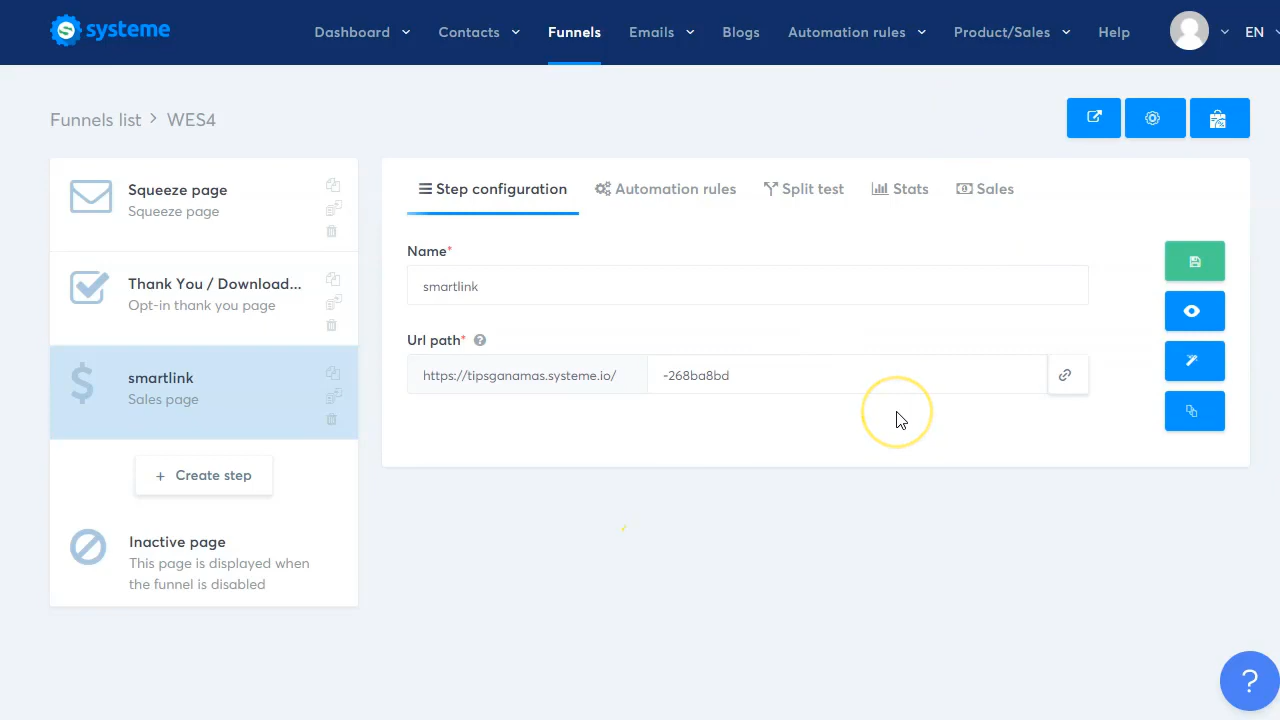 systeme
Dashboard Contacts Funnels Emails Blogs Automation rules Product/Sales Help EN
Funnels list > WES4
Squeeze page
Squeeze page
Thank You / Download...
Opt-in thank you page
smartlink
Sales page
+ Create step
Inactive page
This page is displayed when
the funnel is disabled
Step configuration Automation rules Split test Stats Sales
Name*
smartlink
Url path* ?
https://tipsganamas.systeme.io/ -268ba8bd
?